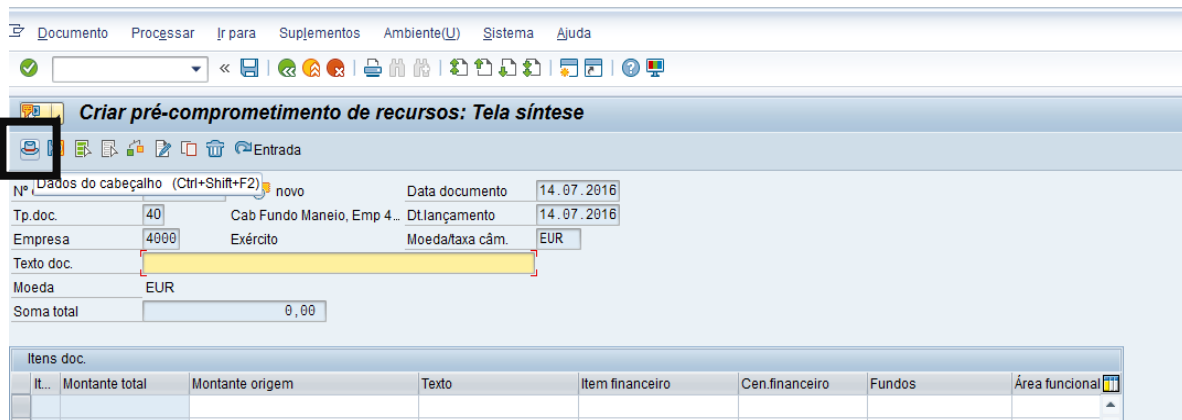 Documento Processar Ir para Suplementos Ambiente(U) Sistema Ajuda
Criar pré-comprometimento de recursos: Tela síntese
Entrada
Dados do cabeçalho (Ctrl+Shift+F2)
Nº novo Data documento 14.07.2016
Tp.doc. 40 Cab Fundo Maneio, Emp 4... Dt.lançamento 14.07.2016
Empresa 4000 Exército Moeda/taxa câm. EUR
Texto doc.
Moeda EUR
Soma total 0,00
Itens doc.
It... Montante total Montante origem Texto Item financeiro Cen.financeiro Fundos Área funcional